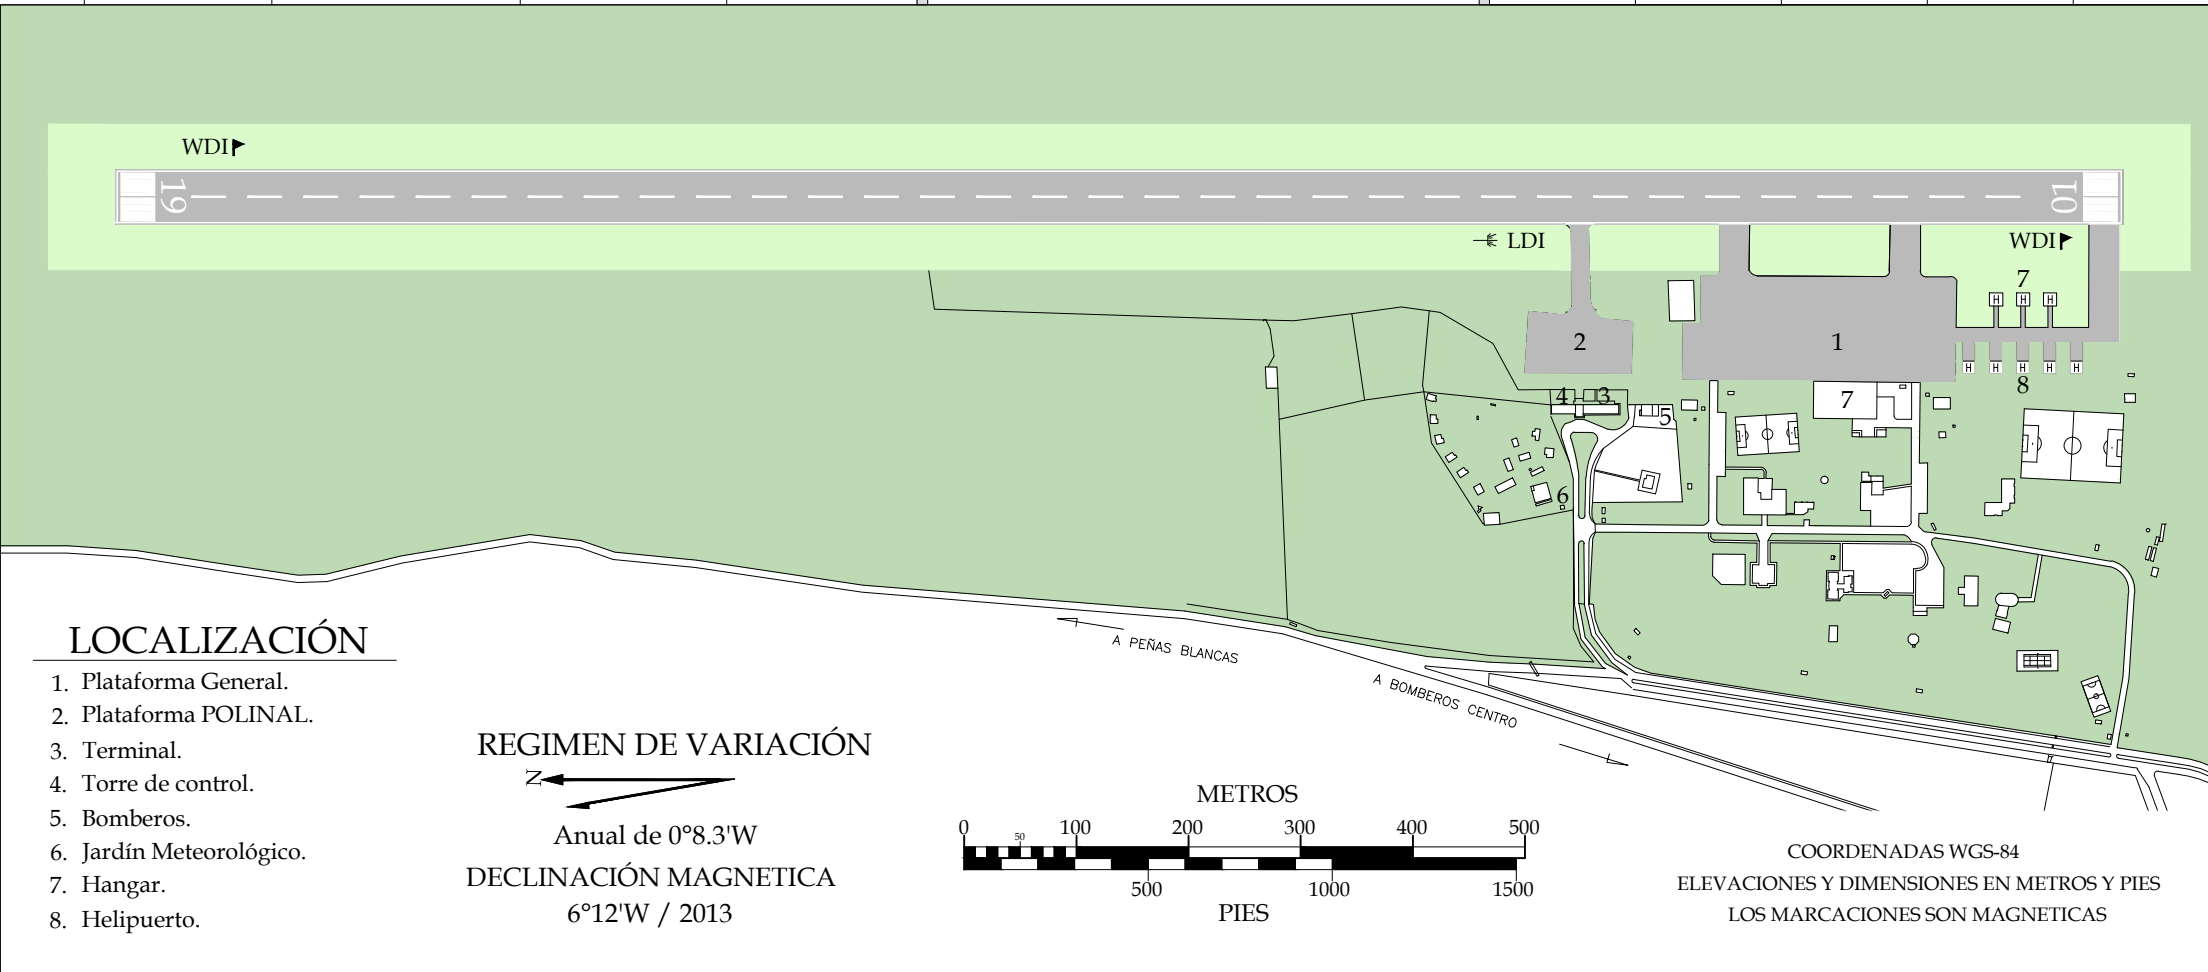 WDI
19
01
LDI
WDI
7
H H H
2
1
H H H H H
8
4
3
7
5
6
A PEÑAS BLANCAS
A BOMBEROS CENTRO
LOCALIZACIÓN
1. Plataforma General.
2. Plataforma POLINAL.
3. Terminal.
4. Torre de control.
5. Bomberos.
6. Jardín Meteorológico.
7. Hangar.
8. Helipuerto.
REGIMEN DE VARIACIÓN
N
Anual de 0°8.3'W
DECLINACIÓN MAGNETICA
6°12'W / 2013
METROS
0 50 100 200 300 400 500
500 1000 1500
PIES
COORDENADAS WGS-84
ELEVACIONES Y DIMENSIONES EN METROS Y PIES
LOS MARCACIONES SON MAGNETICAS